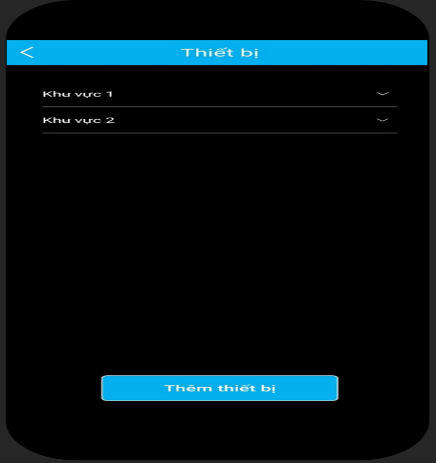 Thiết bị
Khu vực 1
Khu vực 2
Thêm thiết bị